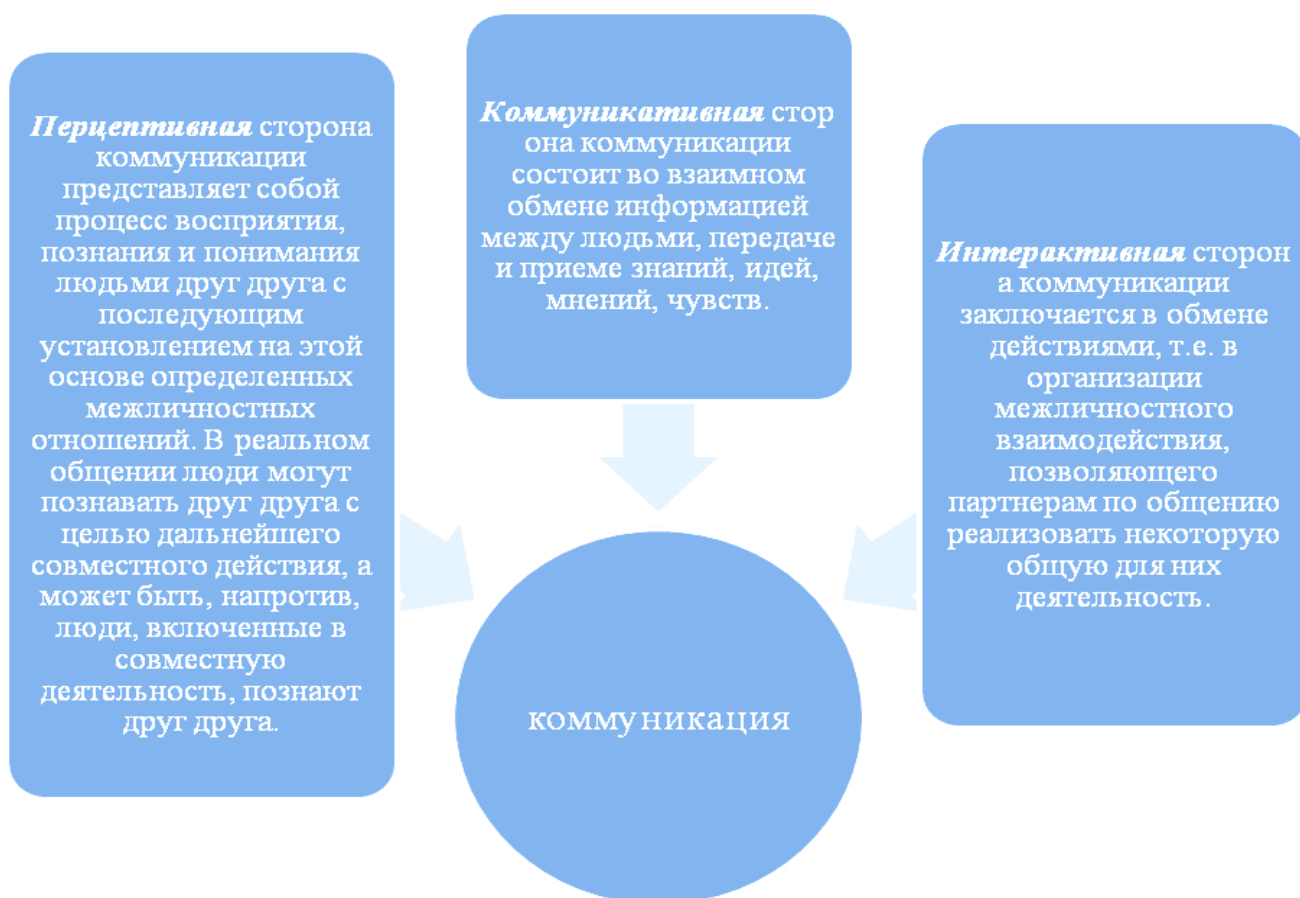 Перцептивная сторона
коммуникации
представляет собой
процесс восприятия,
познания и понимания
людьми друг друга с
последующим
установлением на этой
основе определенных
межличностных
отношений. В реальном
общении люди могут
познавать друг друга с
целью дальнейшего
совместного действия, а
может быть, напротив,
люди, включенные в
совместную
деятельность, познают
друг друга.
Коммуникативная стор
она коммуникации
состоит во взаимном
обмене информацией
между людьми, передаче
и приеме знаний, идей,
мнений, чувств.
Интерактивная сторон
а коммуникации
заключается в обмене
действиями, т.е. в
организации
межличностного
взаимодействия,
позволяющего
партнерам по общению
реализовать некоторую
общую для них
деятельность.
коммуникация